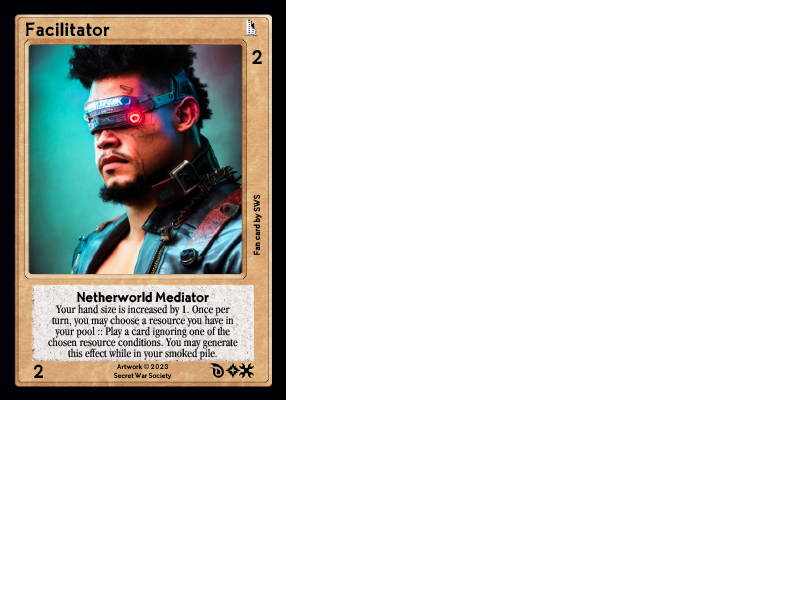 Facilitator
2
Fan card by SWS
Netherworld Mediator
Your hand size is increased by 1. Once per
turn, you may choose a resource you have in
your pool :: Play a card ignoring one of the
chosen resource conditions. You may generate
this effect while in your smoked pile.
2
Artwork © 2023
Secret War Society